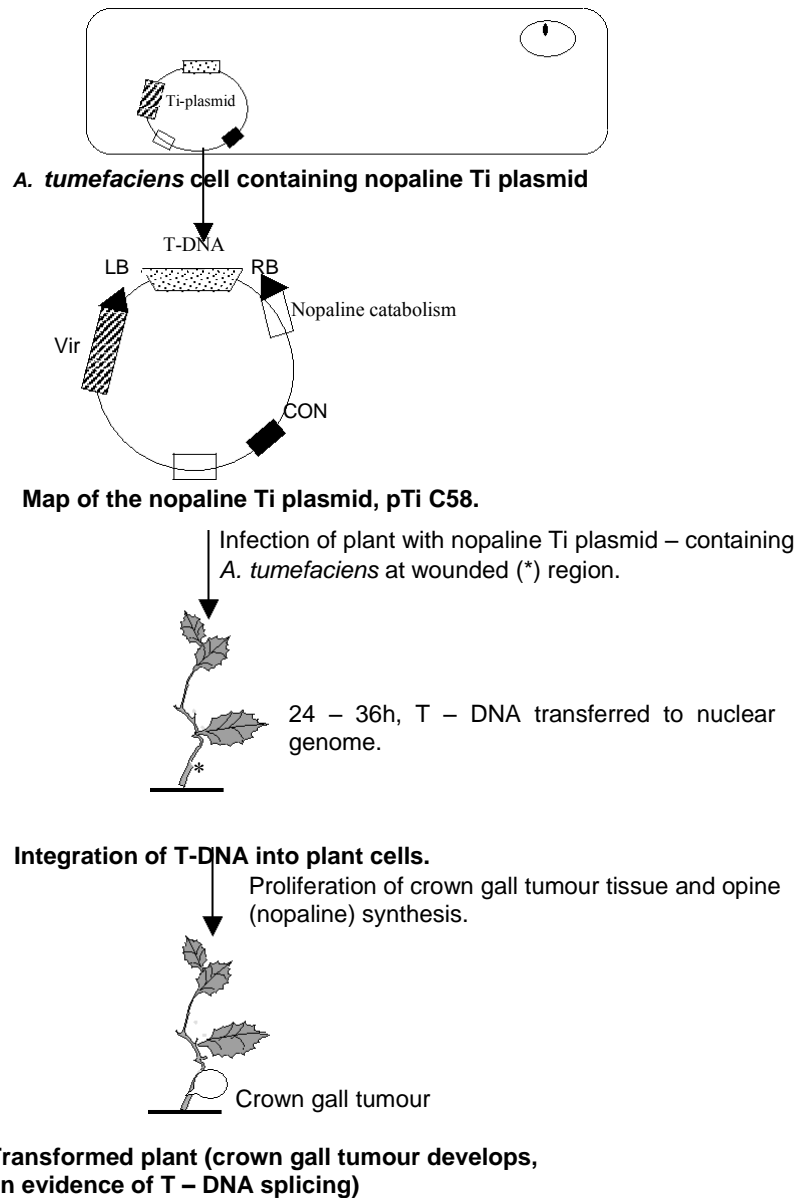 Ti-plasmid
A. tumefaciens cell containing nopaline Ti plasmid
T-DNA
LB RB
Nopaline catabolism
Vir
CON
Map of the nopaline Ti plasmid, pTi C58.
Infection of plant with nopaline Ti plasmid – containing
A. tumefaciens at wounded (*) region.
24 – 36h, T – DNA transferred to nuclear
genome.
*
Integration of T-DNA into plant cells.
Proliferation of crown gall tumour tissue and opine
(nopaline) synthesis.
Crown gall tumour
ransformed plant (crown gall tumour develops,
n evidence of T – DNA splicing)